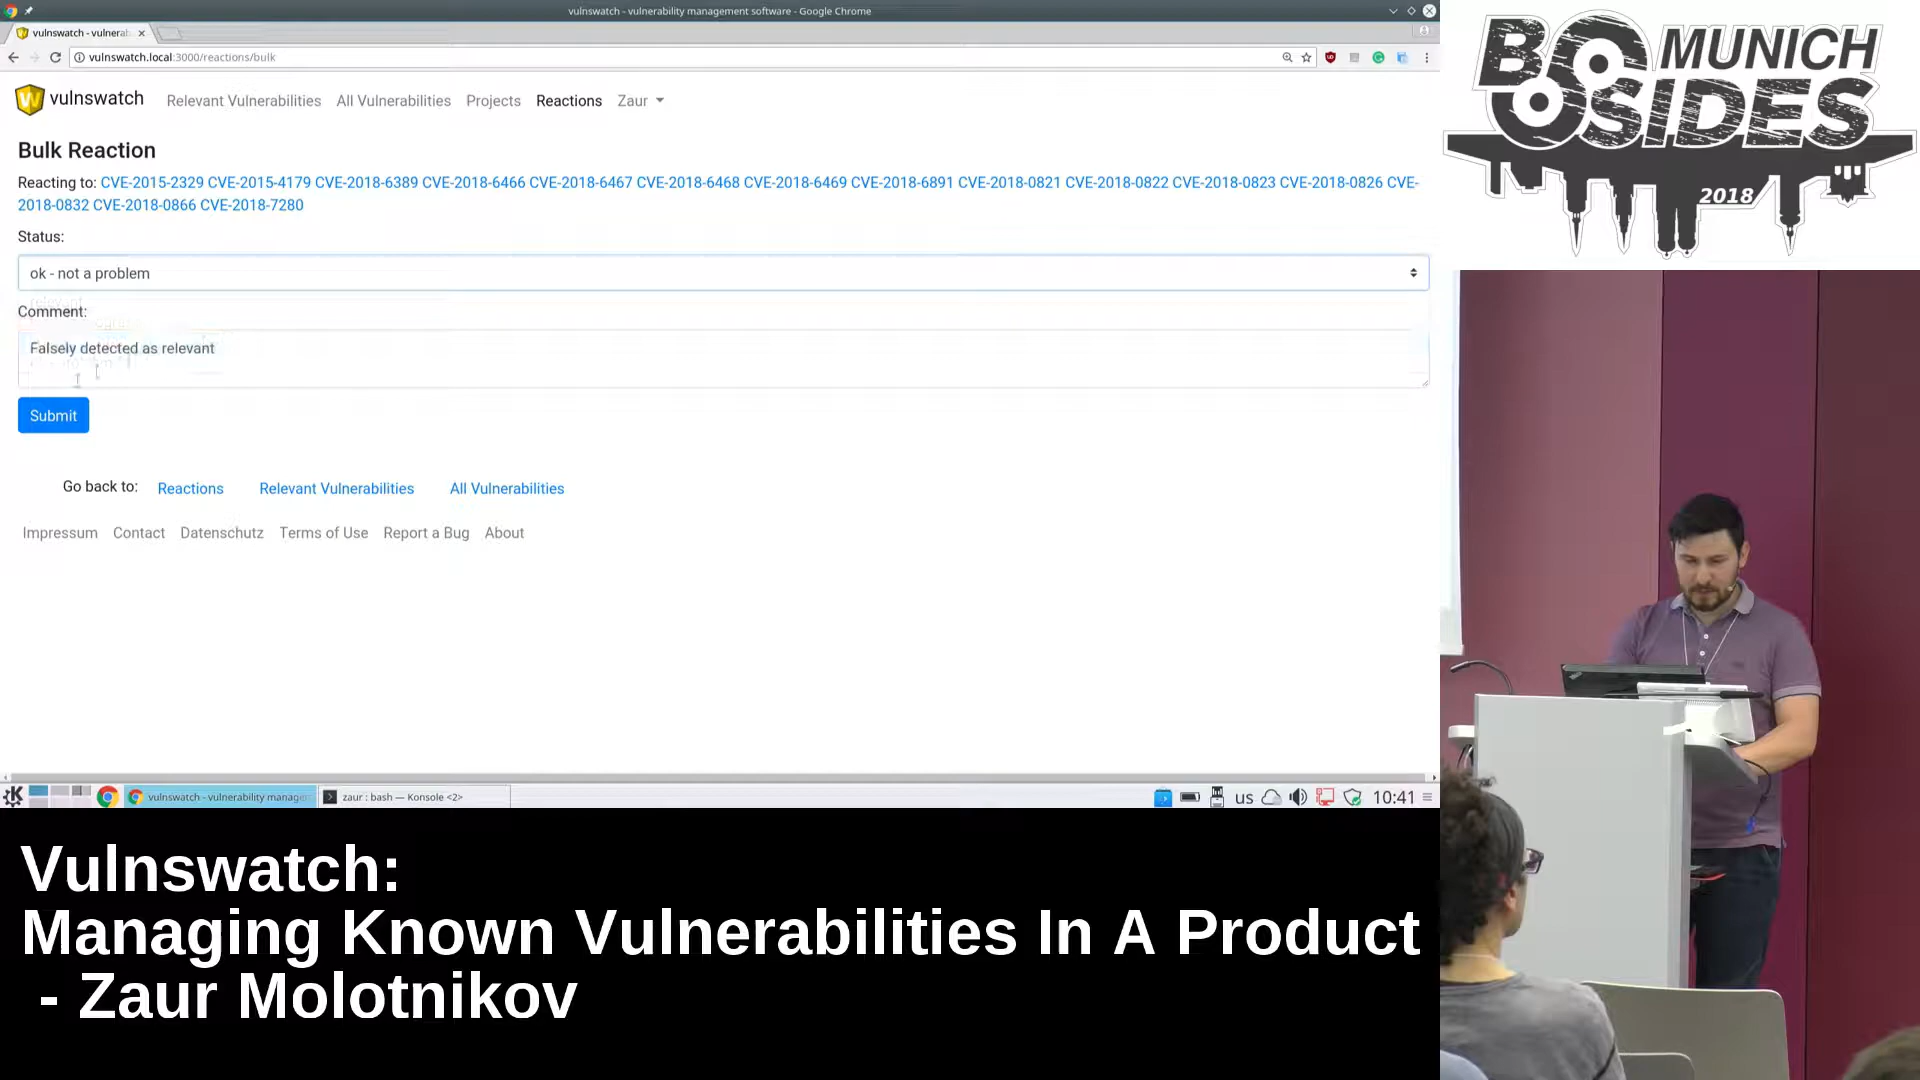 vulnswatch - vulnerability management software - Google Chrome
vulnswatch - vulnerab
vulnswatch.local:3000/reactions/bulk
vulnswatch Relevant Vulnerabilities All Vulnerabilities Projects Reactions Zaur
Bulk Reaction
Reacting to: CVE-2015-2329 CVE-2015-4179 CVE-2018-6389 CVE-2018-6466 CVE-2018-6467 CVE-2018-6468 CVE-2018-6469 CVE-2018-6891 CVE-2018-0821 CVE-2018-0822 CVE-2018-0823 CVE-2018-0826 CVE-
2018-0832 CVE-2018-0866 CVE-2018-7280
Status:
ok - not a problem
Comment:
Falsely detected as relevant
Submit
Go back to: Reactions Relevant Vulnerabilities All Vulnerabilities
Impressum Contact Datenschutz Terms of Use Report a Bug About
vulnswatch - vulnerability manage
zaur : bash — Konsole <2>
us
10:41
BSIDES MUNICH
2018
Vulnswatch:
Managing Known Vulnerabilities In A Product
- Zaur Molotnikov